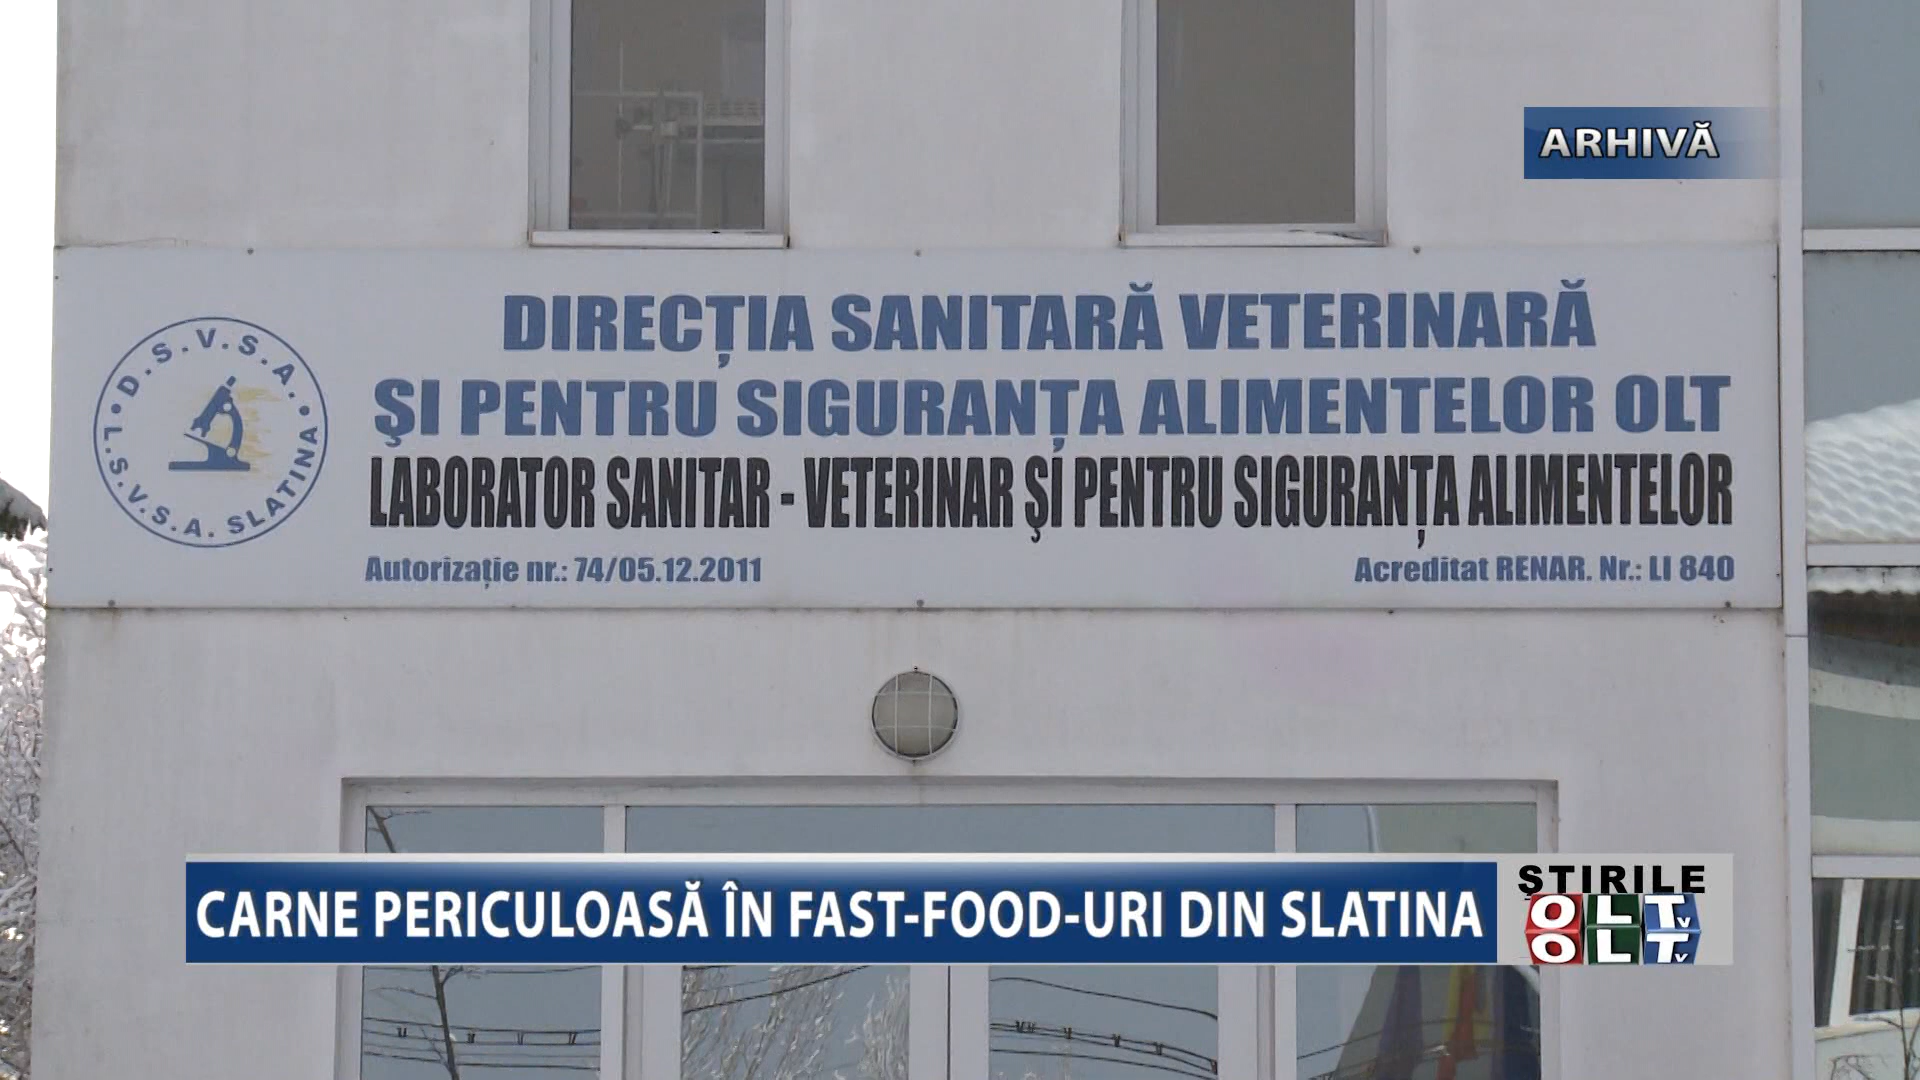 ARHIVĂ
DIRECȚIA SANITARĂ VETERINARĂ
ŞI PENTRU SIGURANȚA ALIMENTELOR OLT
LABORATOR SANITAR - VETERINAR ŞI PENTRU SIGURANȚA ALIMENTELOR
Autorizație nr.: 74/05.12.2011
Acreditat RENAR. Nr.: LI 840
• D.S.V.S.A. •
L.S.V.S.A. SLATINA
CARNE PERICULOASĂ ÎN FAST-FOOD-URI DIN SLATINA
ŞTIRILE
OLT TV
OLT TV